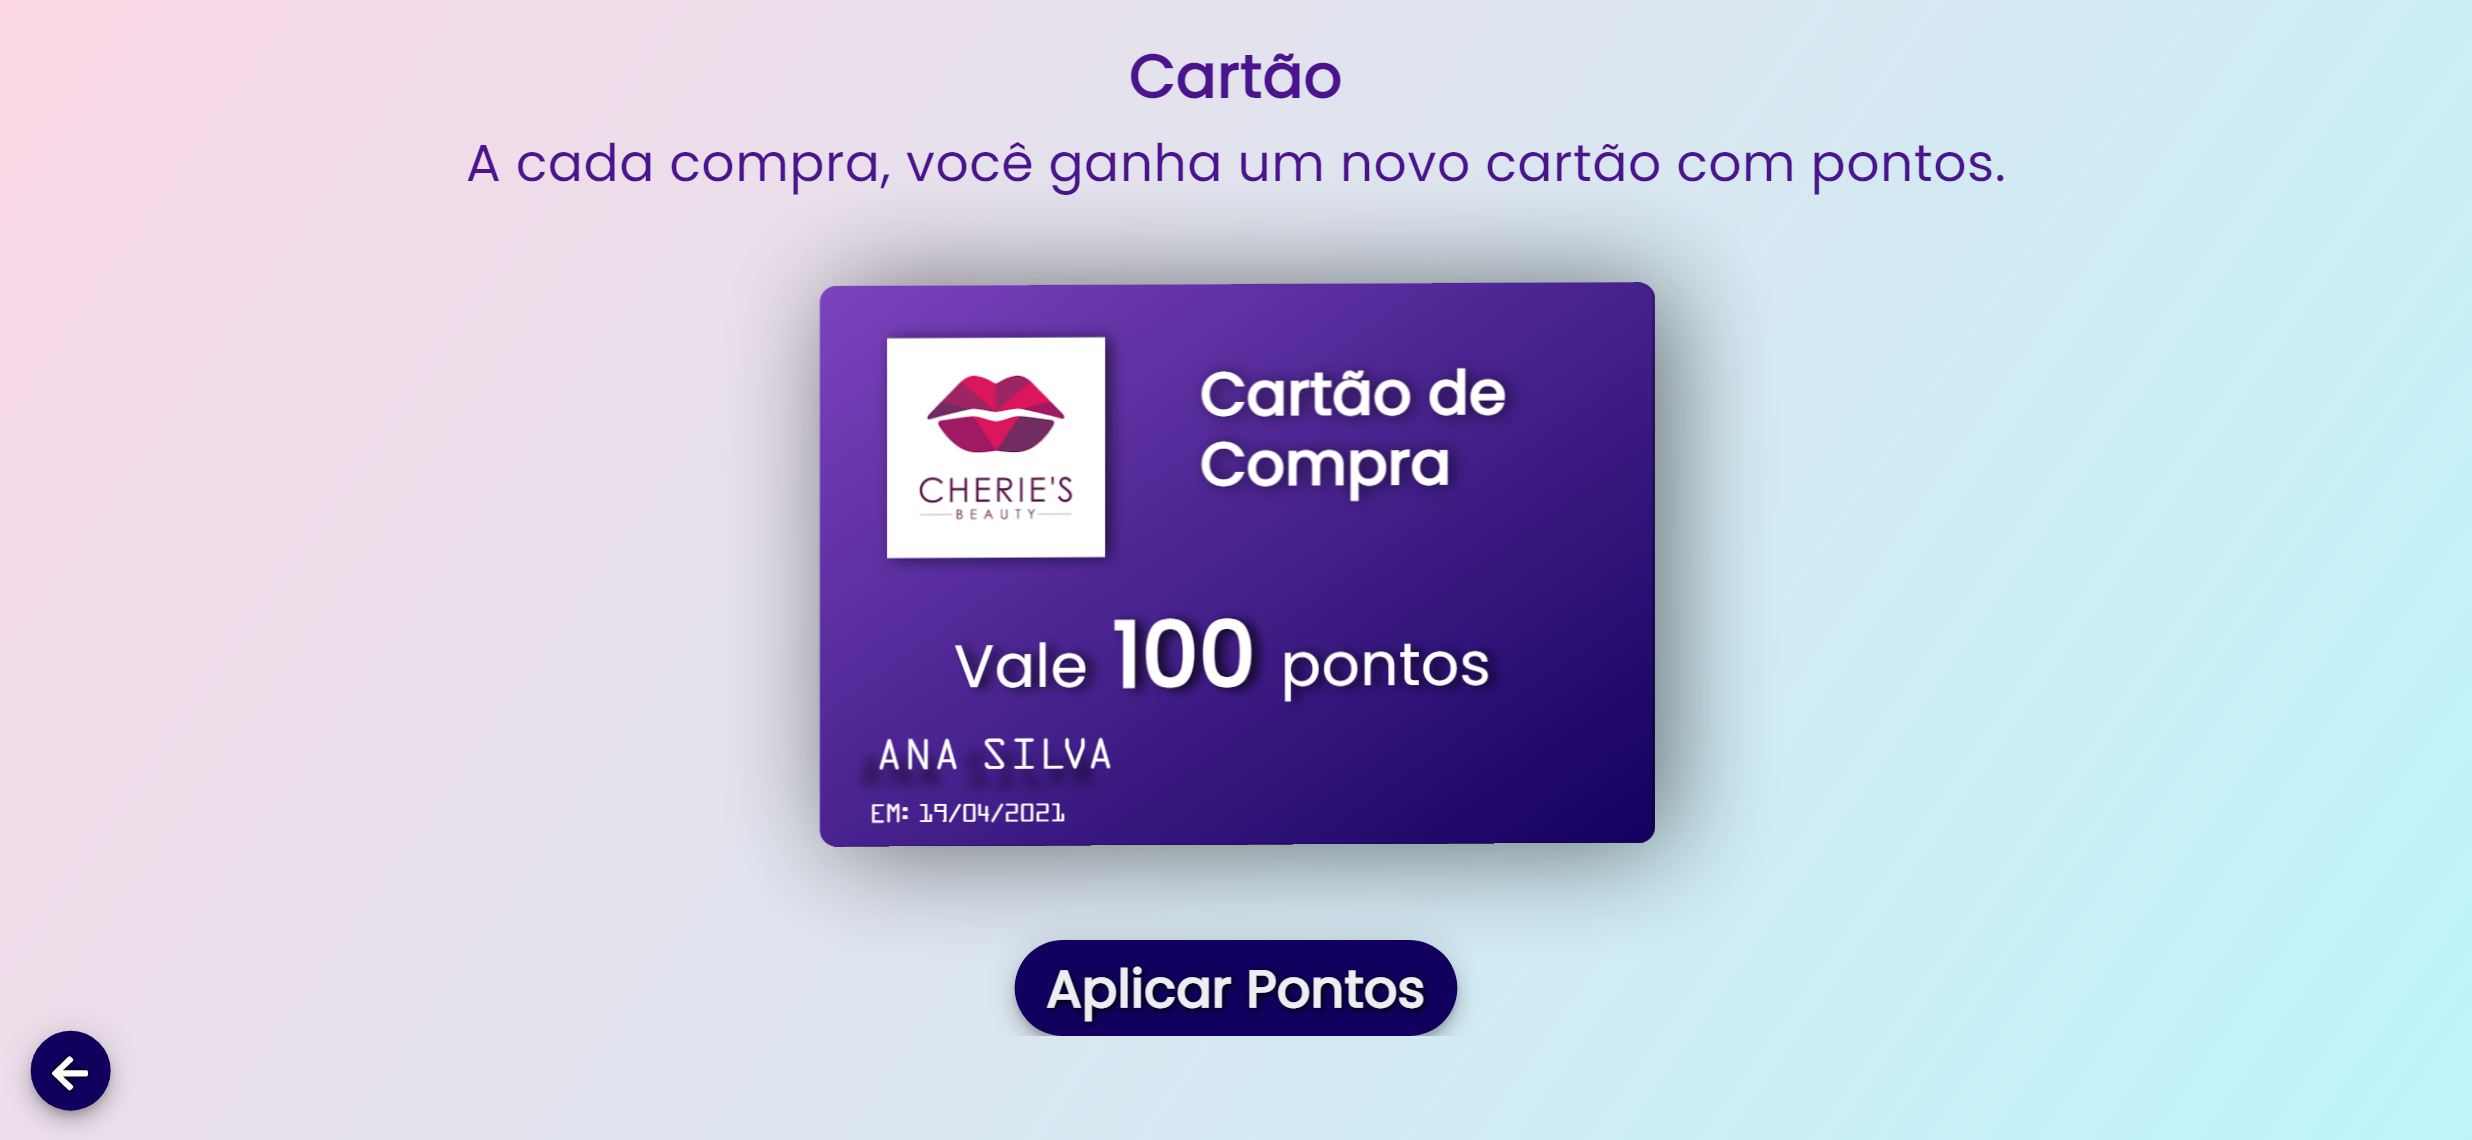 Cartão
A cada compra, você ganha um novo cartão com pontos.
CHERIE'S
BEAUTY
Cartão de
Compra
Vale 100 pontos
ANA SILVA
EM: 19/04/2021
Aplicar Pontos